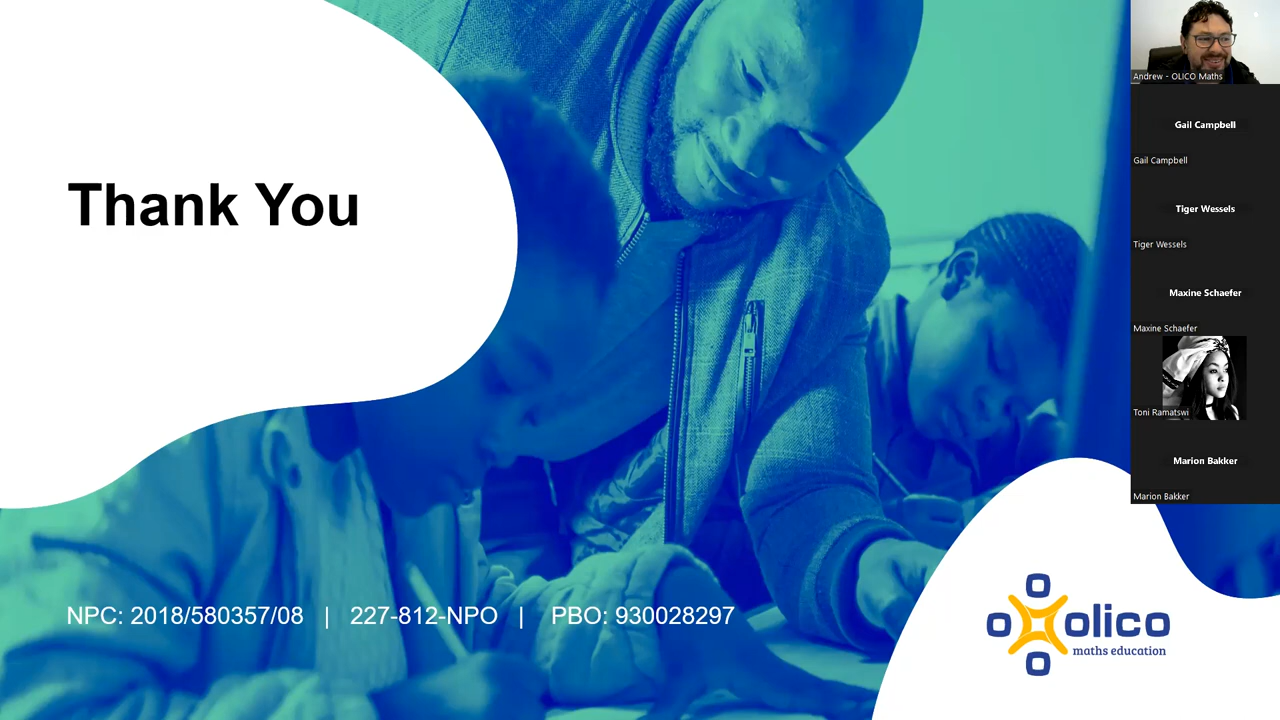 Thank You
NPC: 2018/580357/08 | 227-812-NPO | PBO: 930028297
olico
maths education
Andrew - OLICO Maths
Gail Campbell
Gail Campbell
Tiger Wessels
Tiger Wessels
Maxine Schaefer
Maxine Schaefer
Toni Ramatswi
Marion Bakker
Marion Bakker